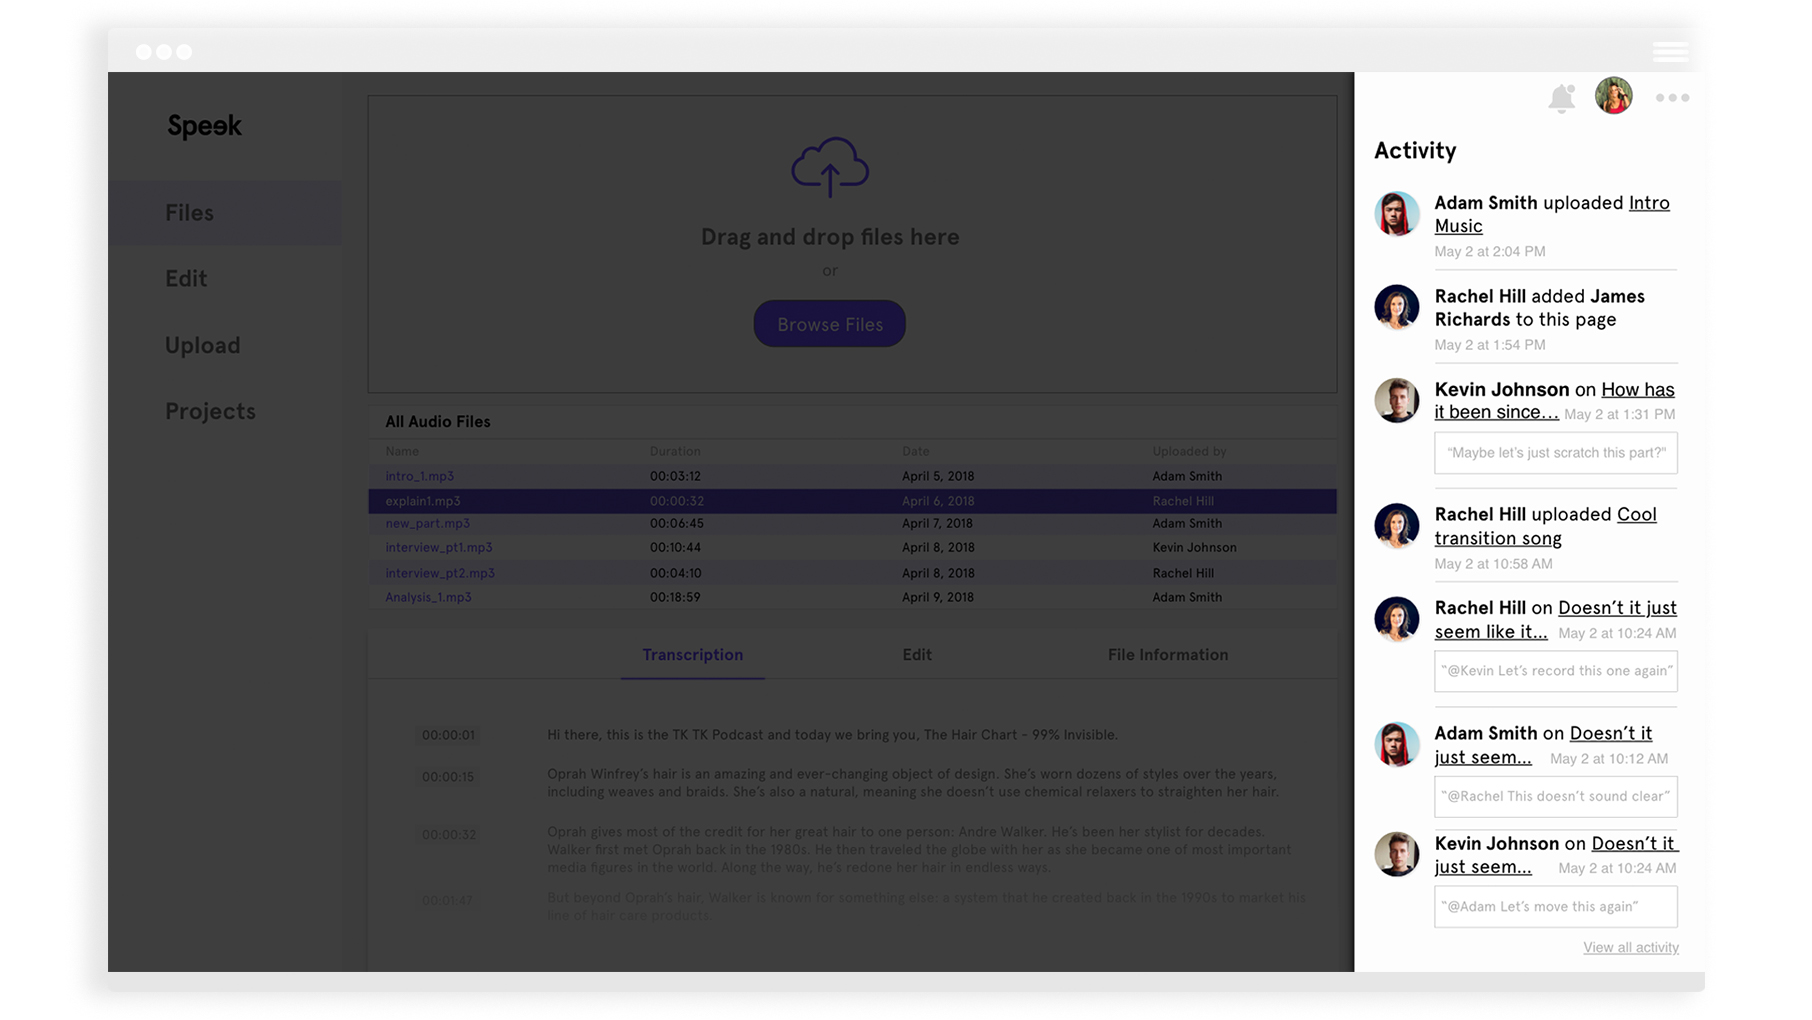 Speek
Files
Edit
Upload
Projects
Drag and drop files here
or
Browse Files
All Audio Files
Name Duration Date Uploaded by
intro_1.mp3 00:03:12 April 5, 2018 Adam Smith
explain1.mp3 00:00:32 April 6, 2018 Rachel Hill
new_part.mp3 00:06:45 April 7, 2018 Adam Smith
interview_pt1.mp3 00:10:44 April 8, 2018 Kevin Johnson
interview_pt2.mp3 00:04:10 April 8, 2018 Rachel Hill
Analysis_1.mp3 00:18:59 April 9, 2018 Adam Smith
Transcription Edit File Information
00:00:01 Hi there, this is the TK TK Podcast and today we bring you, The Hair Chart - 99% Invisible.
00:00:15 Oprah Winfrey's hair is an amazing and ever-changing object of design. She's worn dozens of styles over the years,
including weaves and braids. She's also a natural, meaning she doesn't use chemical relaxers to straighten her hair.
00:00:32 Oprah gives most of the credit for her great hair to one person: Andre Walker. He's been her stylist for decades.
Walker first met Oprah back in the 1980s. He then traveled the globe with her as she became one of most important
media figures in the world. Along the way, he's redone her hair in endless ways.
00:01:47 But beyond Oprah's hair, Walker is known for something else: a system that he created back in the 1990s to market his
line of hair care products.
Activity
Adam Smith uploaded Intro
Music
May 2 at 2:04 PM
Rachel Hill added James
Richards to this page
May 2 at 1:54 PM
Kevin Johnson on How has
it been since... May 2 at 1:31 PM
“Maybe let's just scratch this part?”
Rachel Hill uploaded Cool
transition song
May 2 at 10:58 AM
Rachel Hill on Doesn't it just
seem like it... May 2 at 10:24 AM
“@Kevin Let's record this one again”
Adam Smith on Doesn't it
just seem... May 2 at 10:12 AM
“@Rachel This doesn't sound clear”
Kevin Johnson on Doesn't it
just seem... May 2 at 10:24 AM
“@Adam Let's move this again”
View all activity